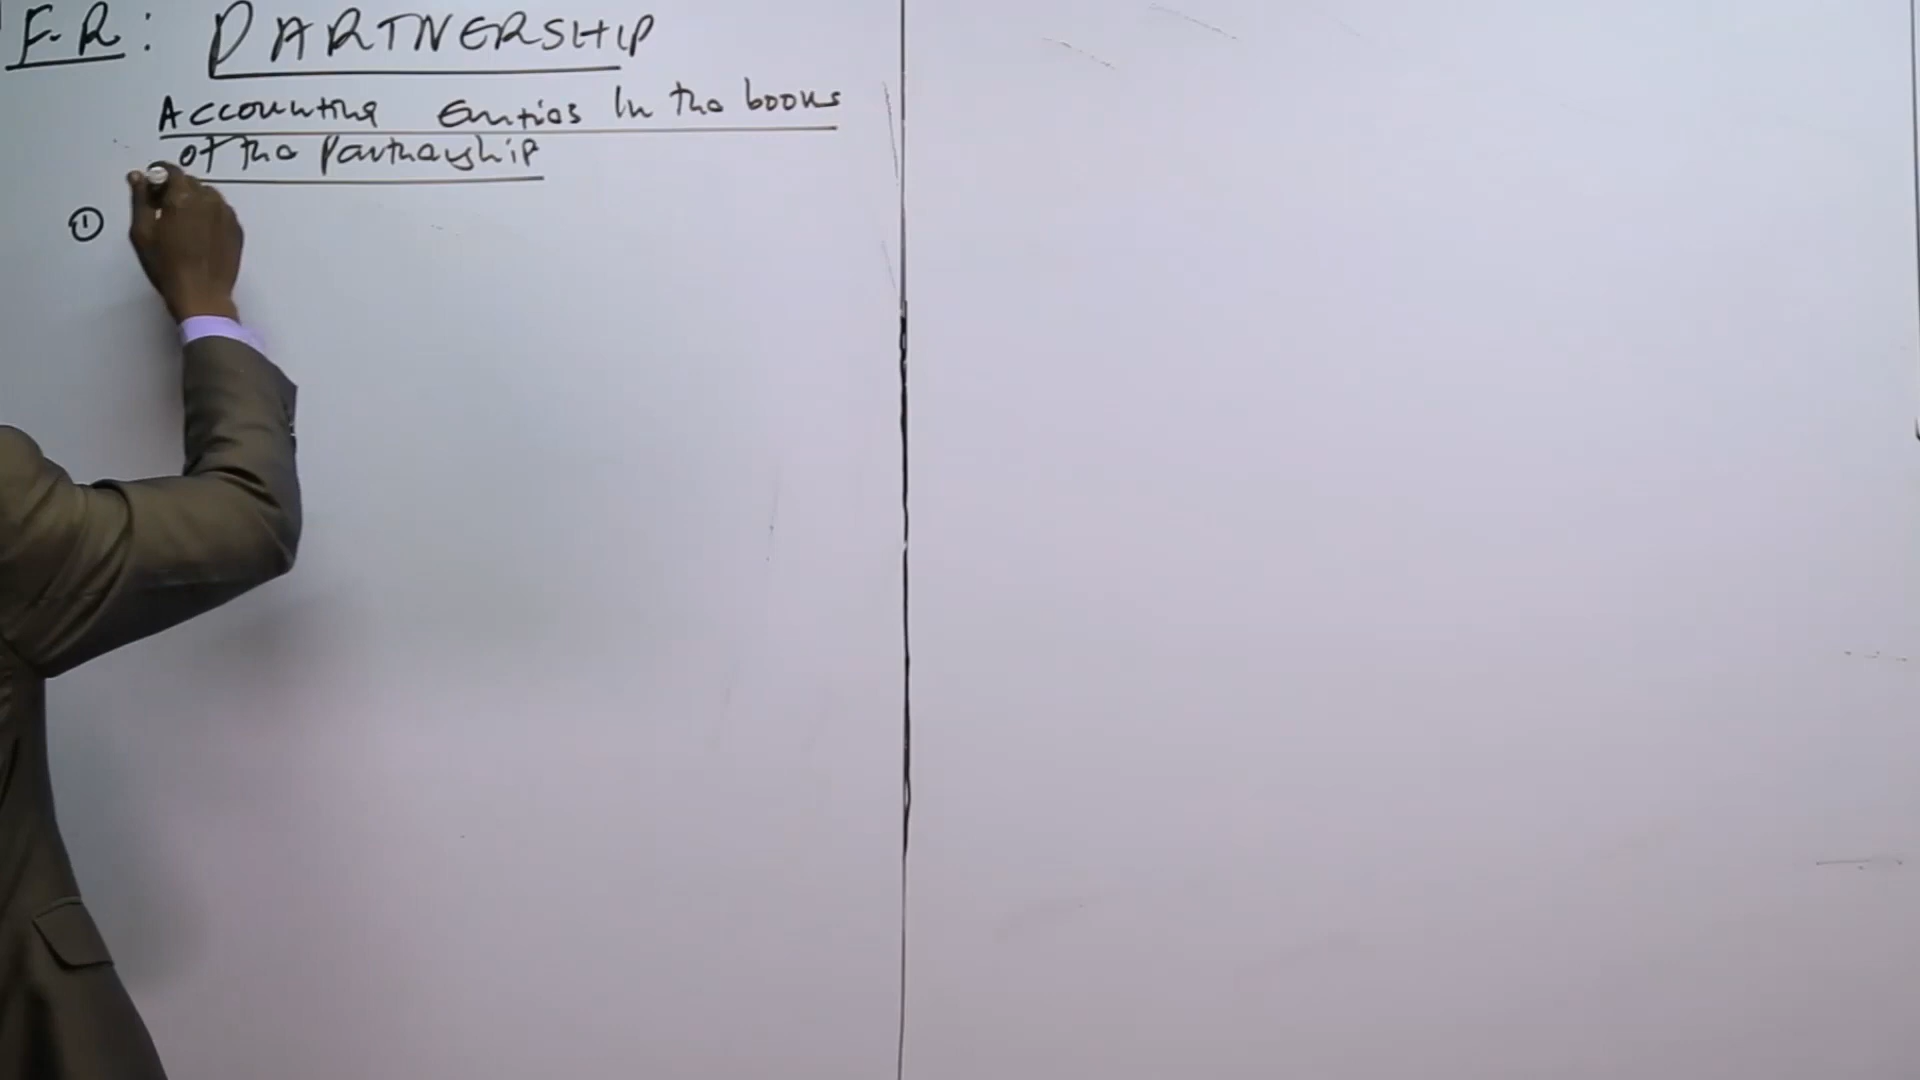 F.R: PARTNERSHIP
Accounting Entries In the books
of the Partnership
①